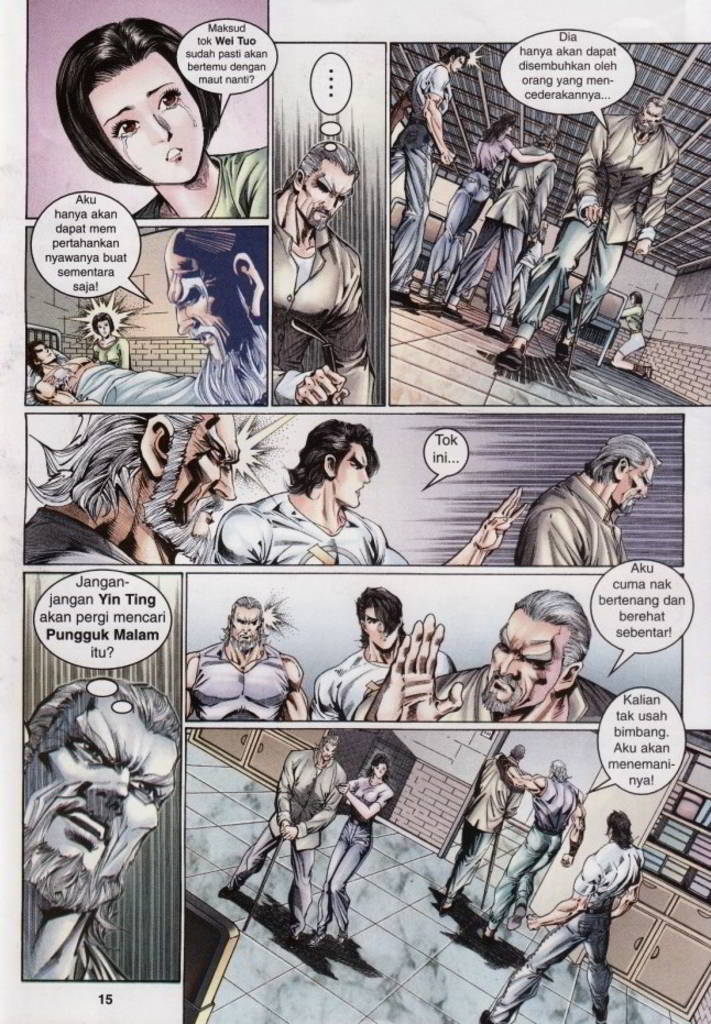 Maksud
tok Wei Tuo
sudah pasti akan
bertemu dengan
maut nanti?
. . . .
Dia
hanya akan dapat
disembuhkan oleh
orang yang men-
cederakannya...
Aku
hanya akan
dapat mem
pertahankan
nyawanya buat
sementara
saja!
Tok
ini...
Jangan-
jangan Yin Ting
akan pergi mencari
Pungguk Malam
itu?
Aku
cuma nak
bertenang dan
berehat
sebentar!
Kalian
tak usah
bimbang.
Aku akan
menemani-
nya!
15